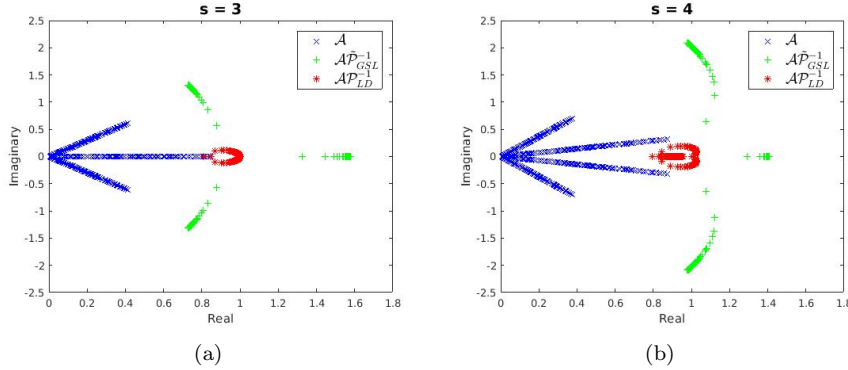 s = 3
2.5
2
1.5
1
0.5
0
-0.5
-1
-1.5
-2
-2.5
Imaginary
0 0.2 0.4 0.6 0.8 1 1.2 1.4 1.6 1.8
Real
𝒜
𝒜𝒫̃⁻¹_GSL
𝒜𝒫⁻¹_LD
(a)
s = 4
2.5
2
1.5
1
0.5
0
-0.5
-1
-1.5
-2
-2.5
Imaginary
0 0.2 0.4 0.6 0.8 1 1.2 1.4 1.6 1.8
Real
𝒜
𝒜𝒫̃⁻¹_GSL
𝒜𝒫⁻¹_LD
(b)